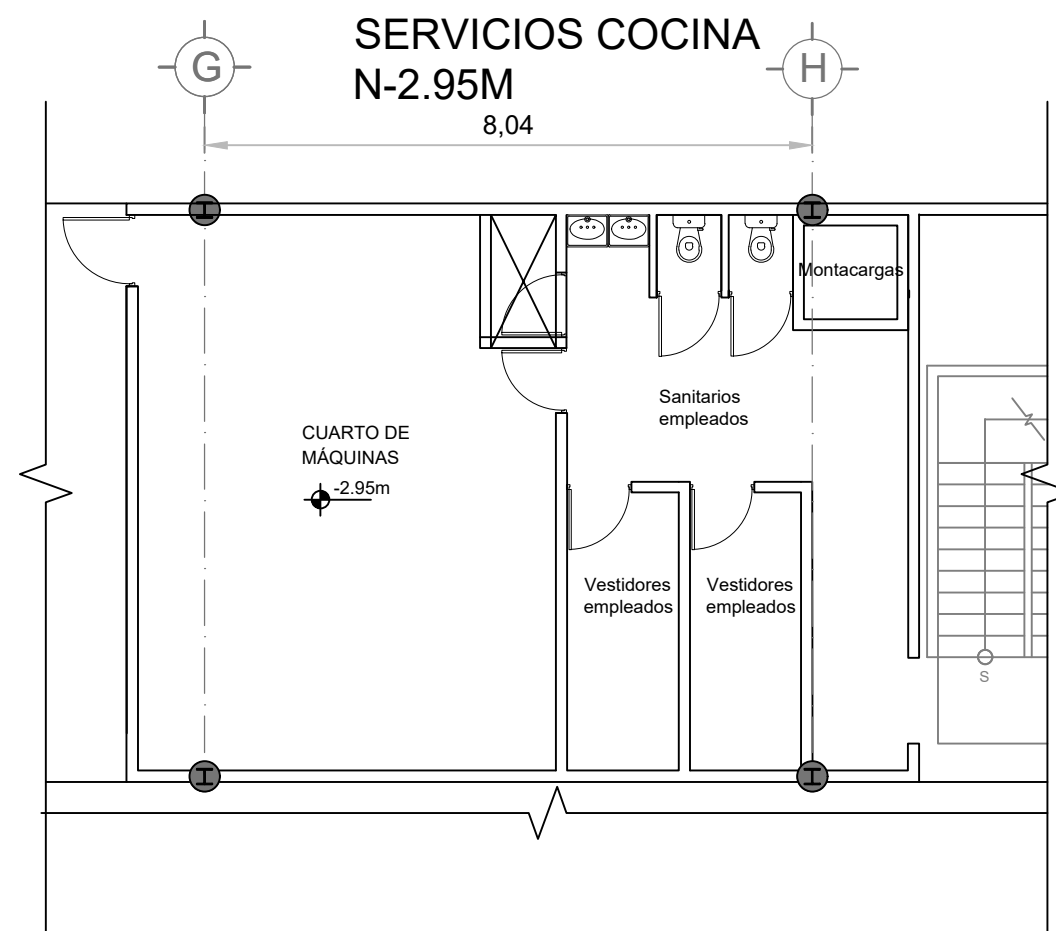 SERVICIOS COCINA
G
H
N-2.95M
8,04
Montacargas
Sanitarios
empleados
CUARTO DE
MÁQUINAS
-2.95m
Vestidores
empleados
Vestidores
empleados
S